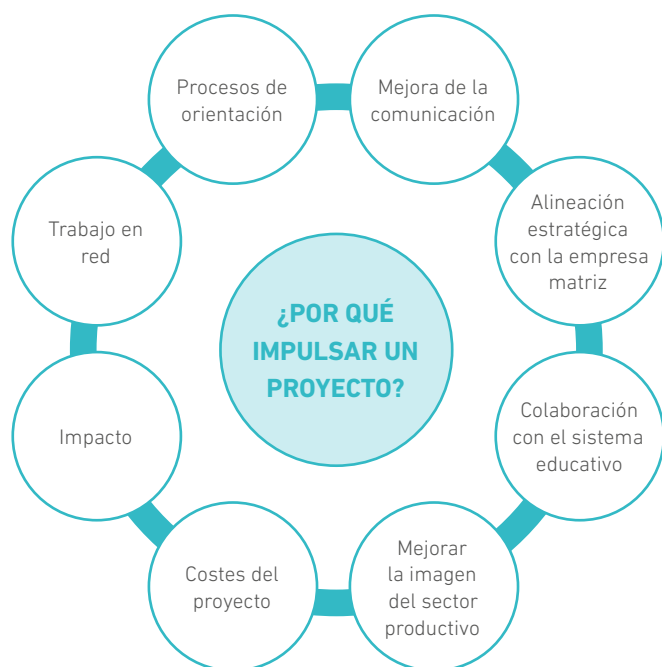 Procesos de
orientación
Mejora de la
comunicación
Alineación
estratégica
con la empresa
matriz
Colaboración
con el sistema
educativo
Mejorar
la imagen
del sector
productivo
Costes del
proyecto
Impacto
Trabajo en
red
¿POR QUÉ
IMPULSAR UN
PROYECTO?